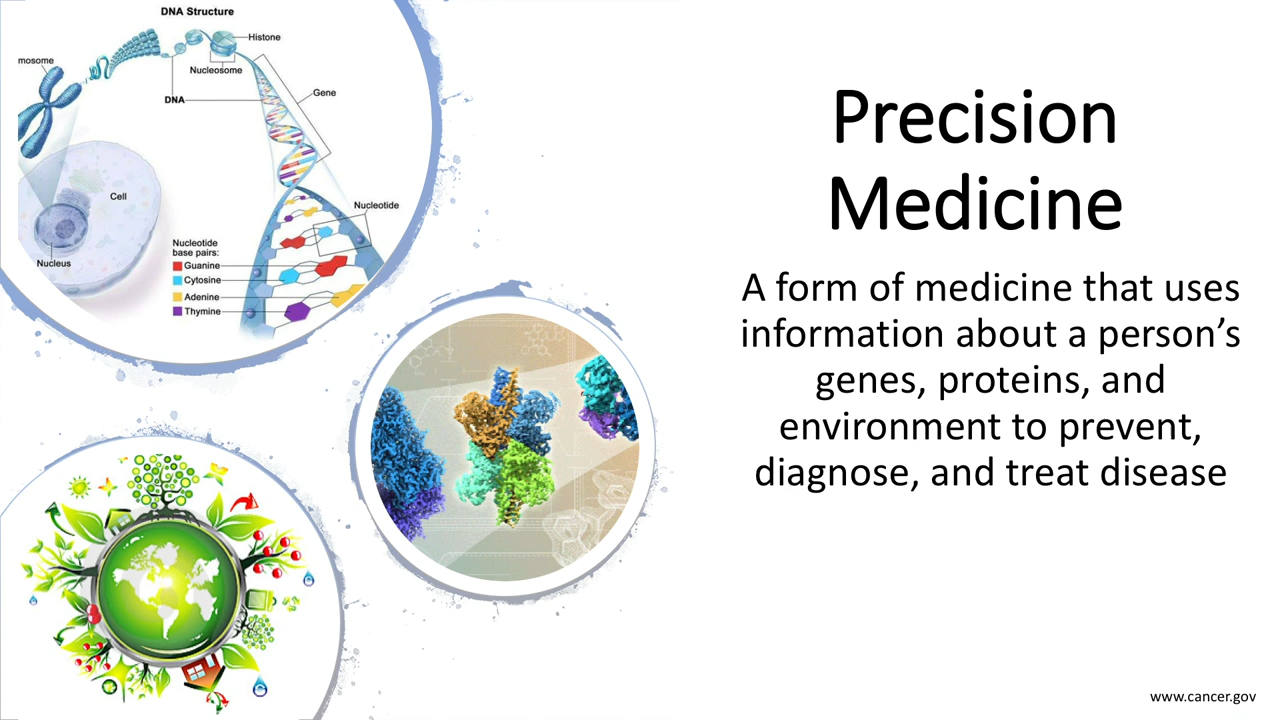 DNA Structure
Histone
mosome
Nucleosome
Gene
DNA
Cell
Nucleotide
Nucleotide
base pairs:
Guanine
Cytosine
Adenine
Thymine
Nucleus
Precision
Medicine
A form of medicine that uses
information about a person’s
genes, proteins, and
environment to prevent,
diagnose, and treat disease
www.cancer.gov